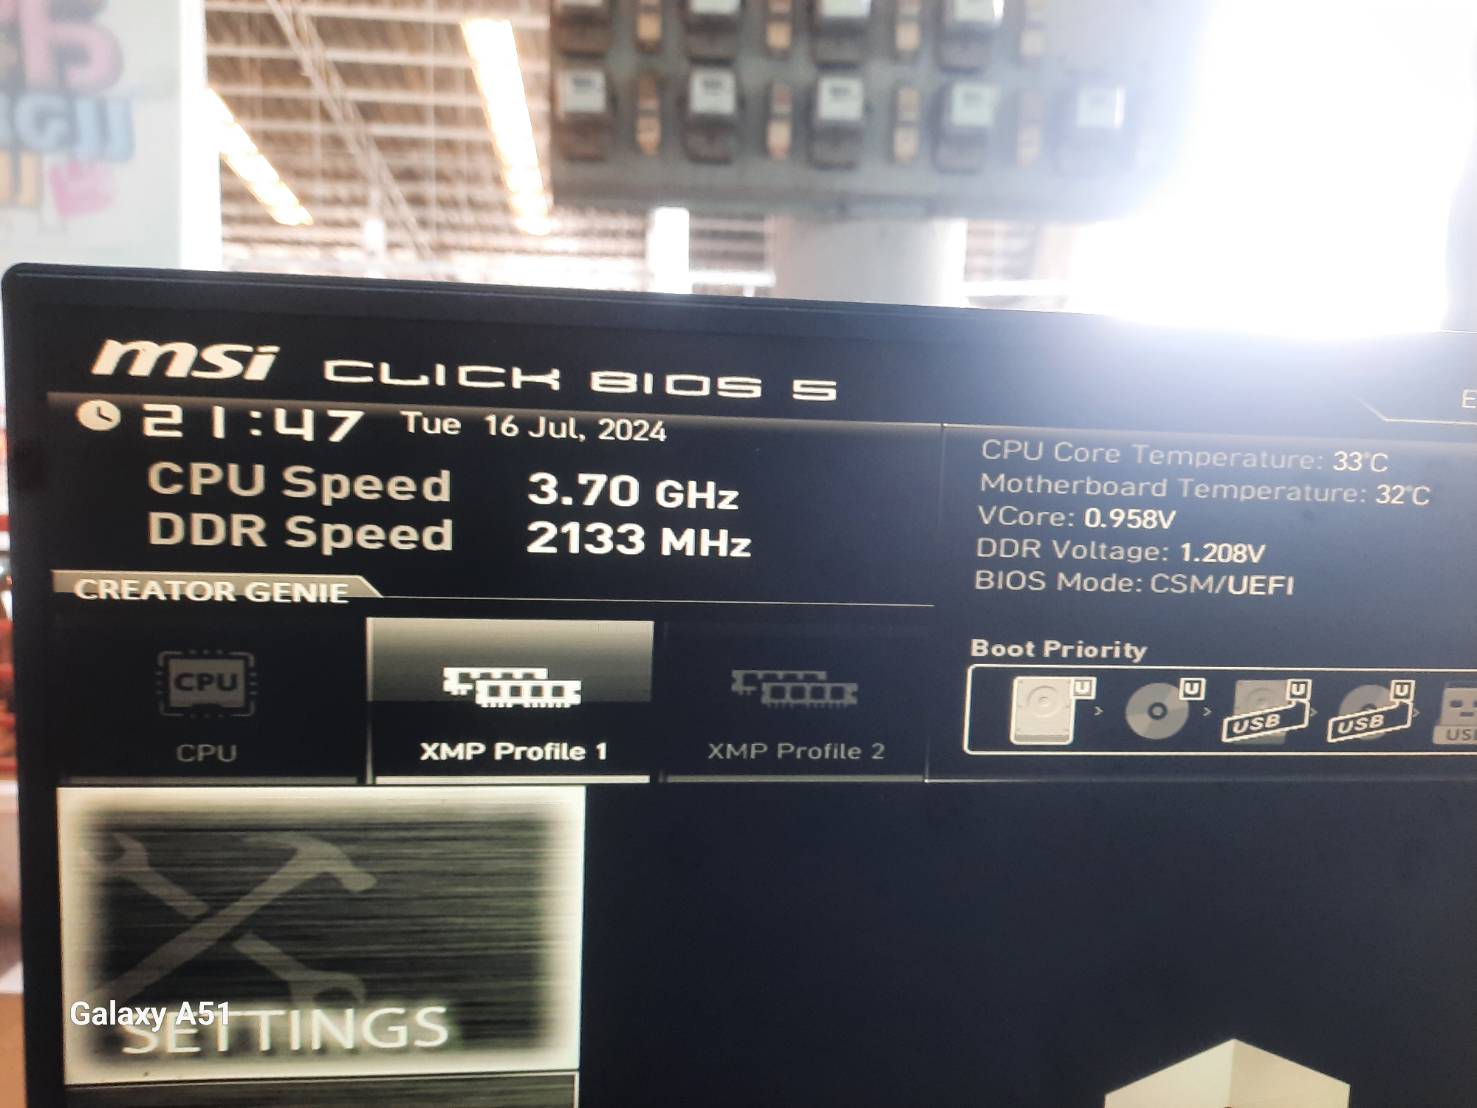 msi CLICK BIOS 5
21:47 Tue 16 Jul, 2024
CPU Speed 3.70 GHz
DDR Speed 2133 MHz
CREATOR GENIE
CPU
CPU
XMP Profile 1
XMP Profile 2
CPU Core Temperature: 33°C
Motherboard Temperature: 32°C
VCore: 0.958V
DDR Voltage: 1.208V
BIOS Mode: CSM/UEFI
Boot Priority
U U U U
USB USB
SETTINGS
Galaxy A51